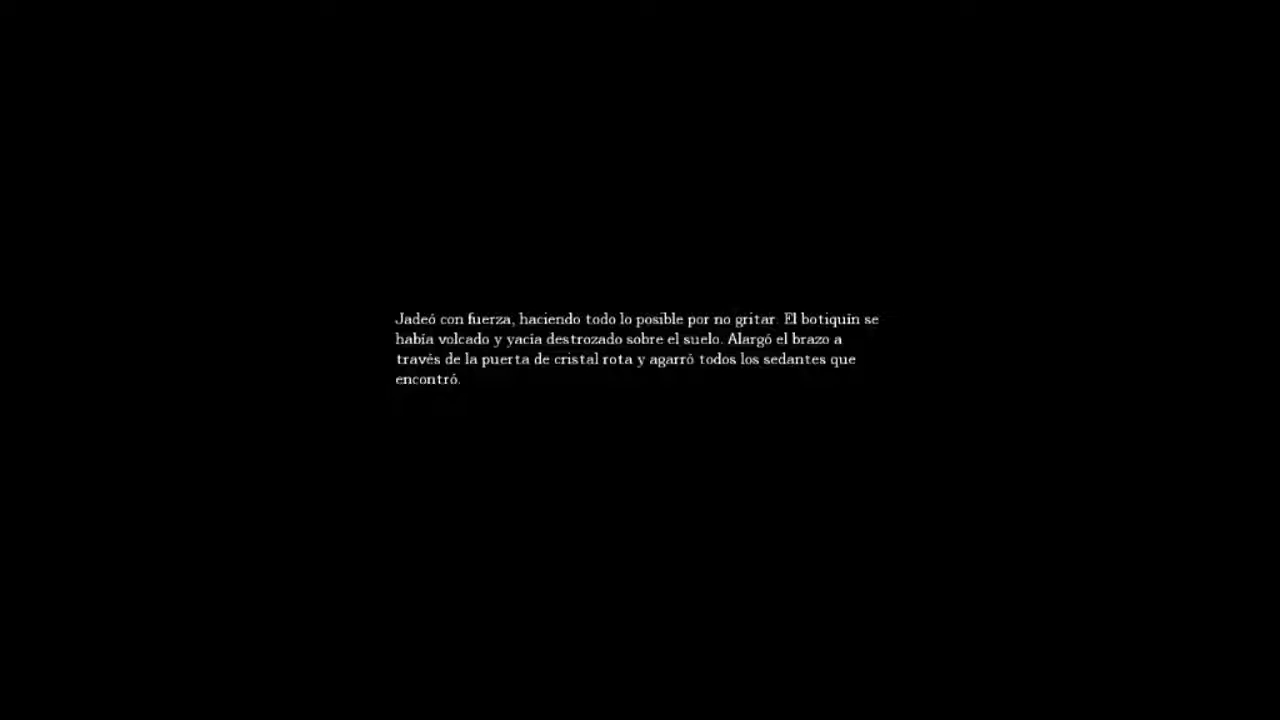 Jadeó con fuerza, haciendo todo lo posible por no gritar. El botiquín se
había volcado y yacía destrozado sobre el suelo. Alargó el brazo a
través de la puerta de cristal rota y agarró todos los sedantes que
encontró.